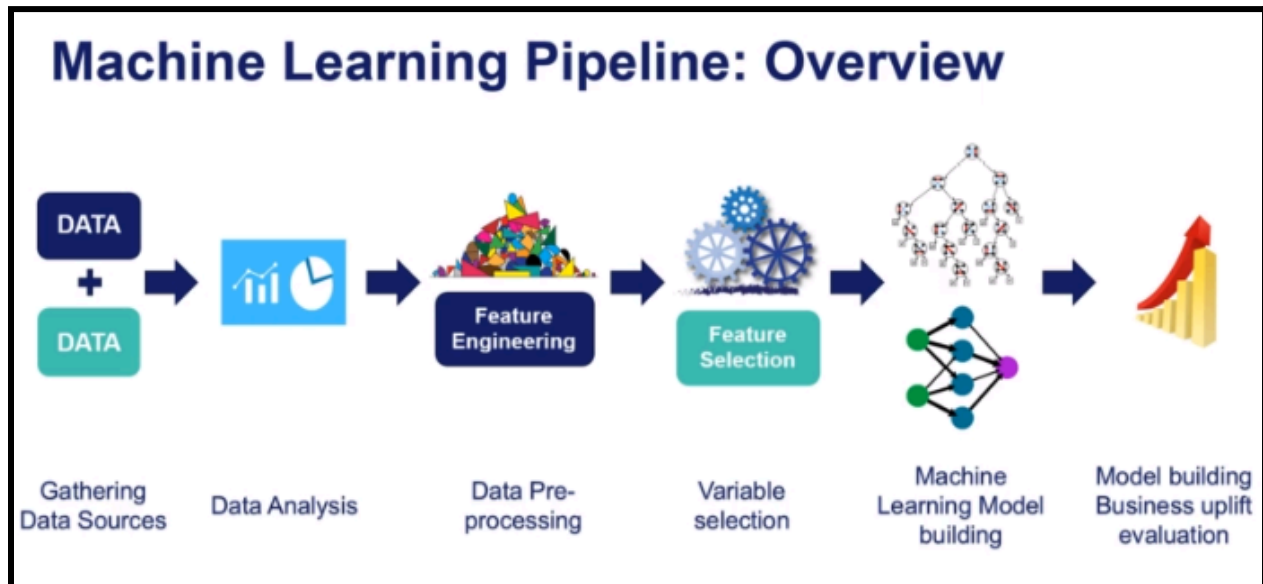 Machine Learning Pipeline: Overview
DATA
+
DATA
Feature
Engineering
Feature
Selection
Gathering
Data Sources
Data Analysis
Data Pre-
processing
Variable
selection
Machine
Learning Model
building
Model building
Business uplift
evaluation